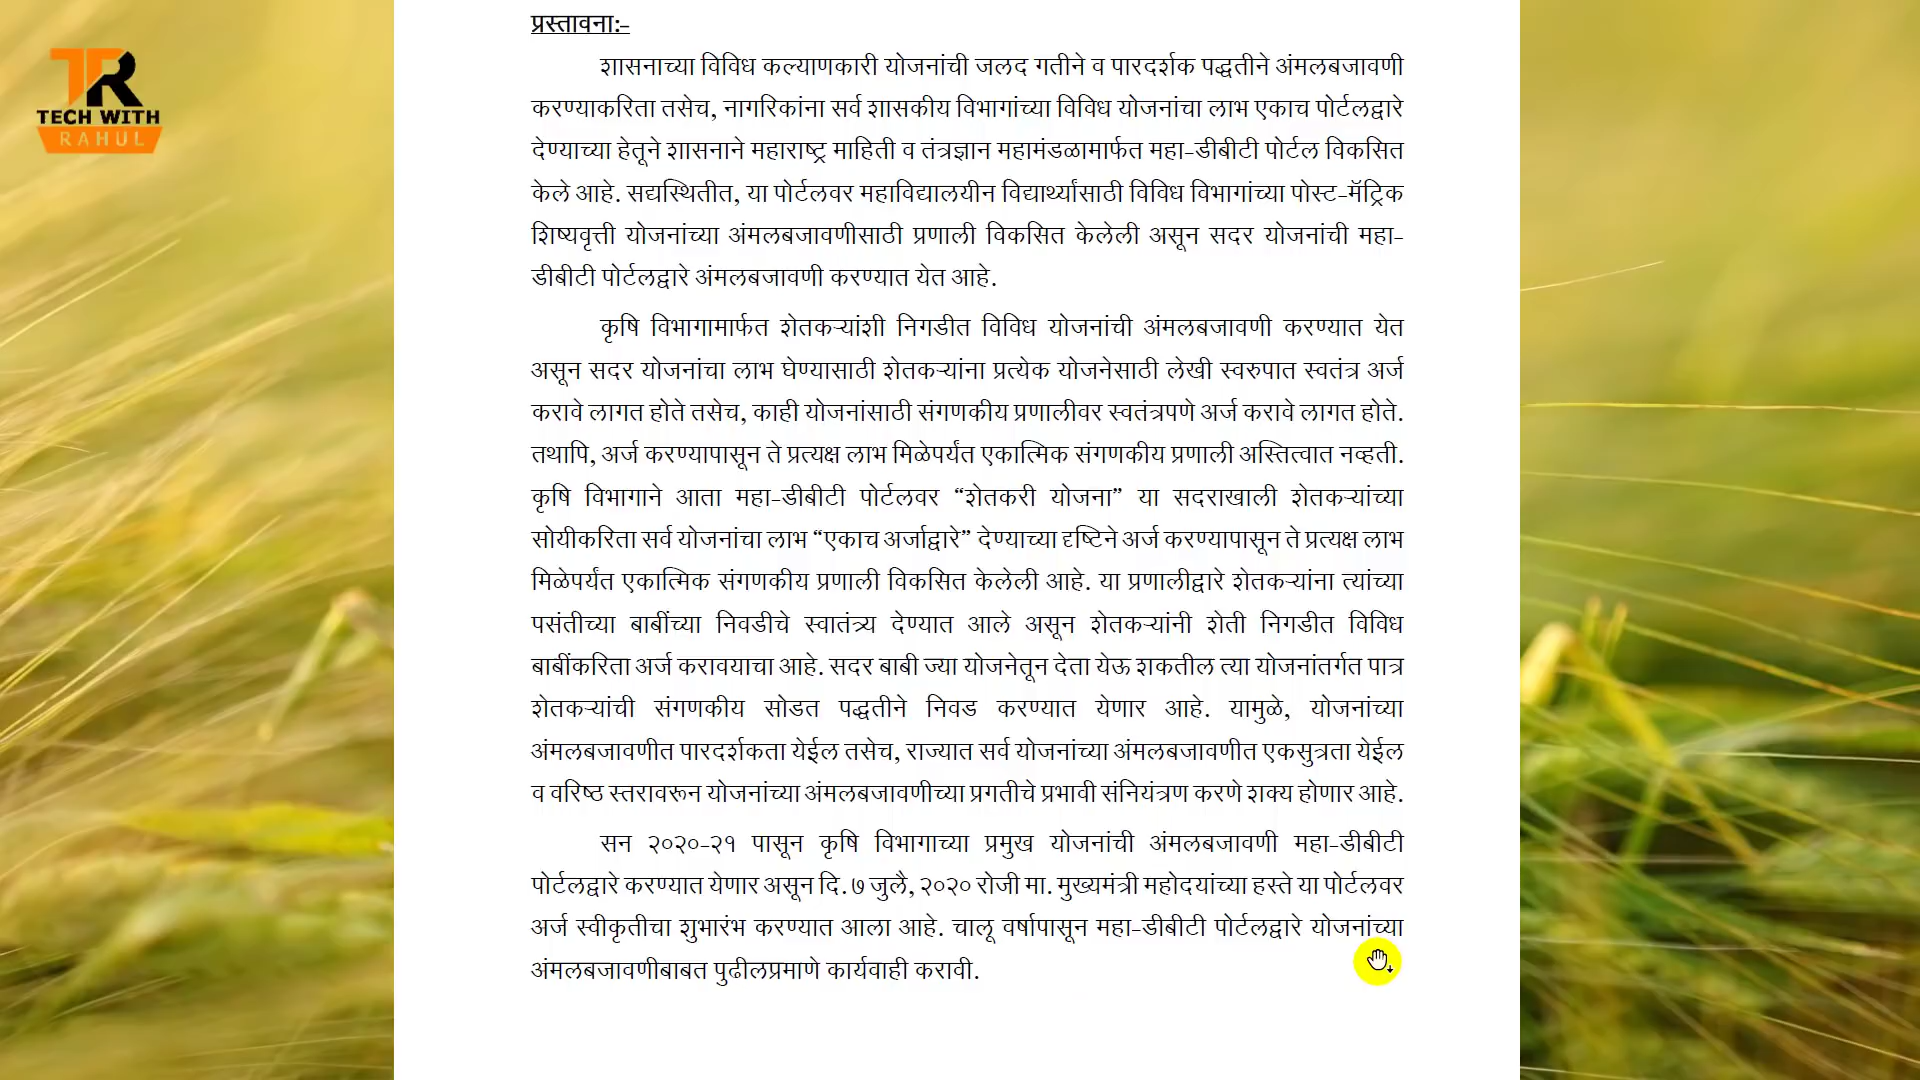 TR
TECH WITH
RAHUL
प्रस्तावना:-
शासनाच्या विविध कल्याणकारी योजनांची जलद गतीने व पारदर्शक पद्धतीने अंमलबजावणी
करण्याकरिता तसेच, नागरिकांना सर्व शासकीय विभागांच्या विविध योजनांचा लाभ एकाच पोर्टलद्वारे
देण्याच्या हेतूने शासनाने महाराष्ट्र माहिती व तंत्रज्ञान महामंडळामार्फत महा-डीबीटी पोर्टल विकसित
केले आहे. सद्यस्थितीत, या पोर्टलवर महाविद्यालयीन विद्यार्थ्यांसाठी विविध विभागांच्या पोस्ट-मॅट्रिक
शिष्यवृत्ती योजनांच्या अंमलबजावणीसाठी प्रणाली विकसित केलेली असून सदर योजनांची महा-
डीबीटी पोर्टलद्वारे अंमलबजावणी करण्यात येत आहे.
कृषि विभागामार्फत शेतकऱ्यांशी निगडीत विविध योजनांची अंमलबजावणी करण्यात येत
असून सदर योजनांचा लाभ घेण्यासाठी शेतकऱ्यांना प्रत्येक योजनेसाठी लेखी स्वरुपात स्वतंत्र अर्ज
करावे लागत होते तसेच, काही योजनांसाठी संगणकीय प्रणालीवर स्वतंत्रपणे अर्ज करावे लागत होते.
तथापि, अर्ज करण्यापासून ते प्रत्यक्ष लाभ मिळेपर्यंत एकात्मिक संगणकीय प्रणाली अस्तित्वात नव्हती.
कृषि विभागाने आता महा-डीबीटी पोर्टलवर “शेतकरी योजना” या सदराखाली शेतकऱ्यांच्या
सोयीकरिता सर्व योजनांचा लाभ “एकाच अर्जाद्वारे” देण्याच्या दृष्टिने अर्ज करण्यापासून ते प्रत्यक्ष लाभ
मिळेपर्यंत एकात्मिक संगणकीय प्रणाली विकसित केलेली आहे. या प्रणालीद्वारे शेतकऱ्यांना त्यांच्या
पसंतीच्या बाबींच्या निवडीचे स्वातंत्र्य देण्यात आले असून शेतकऱ्यांनी शेती निगडीत विविध
बाबींकरिता अर्ज करावयाचा आहे. सदर बाबी ज्या योजनेतून देता येऊ शकतील त्या योजनांतर्गत पात्र
शेतकऱ्यांची संगणकीय सोडत पद्धतीने निवड करण्यात येणार आहे. यामुळे, योजनांच्या
अंमलबजावणीत पारदर्शकता येईल तसेच, राज्यात सर्व योजनांच्या अंमलबजावणीत एकसुत्रता येईल
व वरिष्ठ स्तरावरून योजनांच्या अंमलबजावणीच्या प्रगतीचे प्रभावी संनियंत्रण करणे शक्य होणार आहे.
सन २०२०-२१ पासून कृषि विभागाच्या प्रमुख योजनांची अंमलबजावणी महा-डीबीटी
पोर्टलद्वारे करण्यात येणार असून दि. ७ जुलै, २०२० रोजी मा. मुख्यमंत्री महोदयांच्या हस्ते या पोर्टलवर
अर्ज स्वीकृतीचा शुभारंभ करण्यात आला आहे. चालू वर्षापासून महा-डीबीटी पोर्टलद्वारे योजनांच्या
अंमलबजावणीबाबत पुढीलप्रमाणे कार्यवाही करावी.